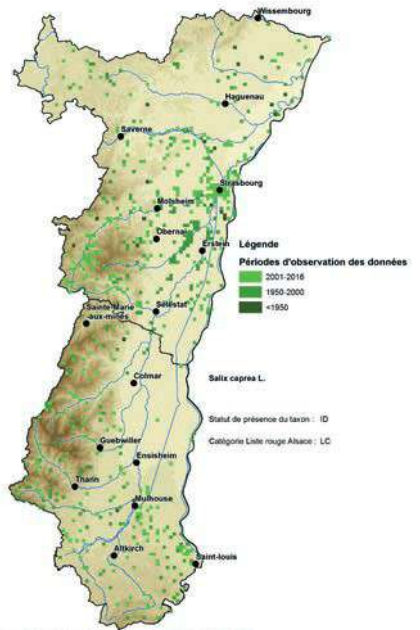 Wissembourg
Haguenau
Saverne
Strasbourg
Molsheim
Obernai
Erstein
Légende
Périodes d'observation des données
2001-2016
1950-2000
<1950
Sainte-Marie
-aux-mines
Sélestat
Colmar
Salix caprea L.
Statut de présence du taxon : ID
Catégorie Liste rouge Alsace : LC
Guebwiller
Ensisheim
Thann
Mulhouse
Altkirch
Saint-louis